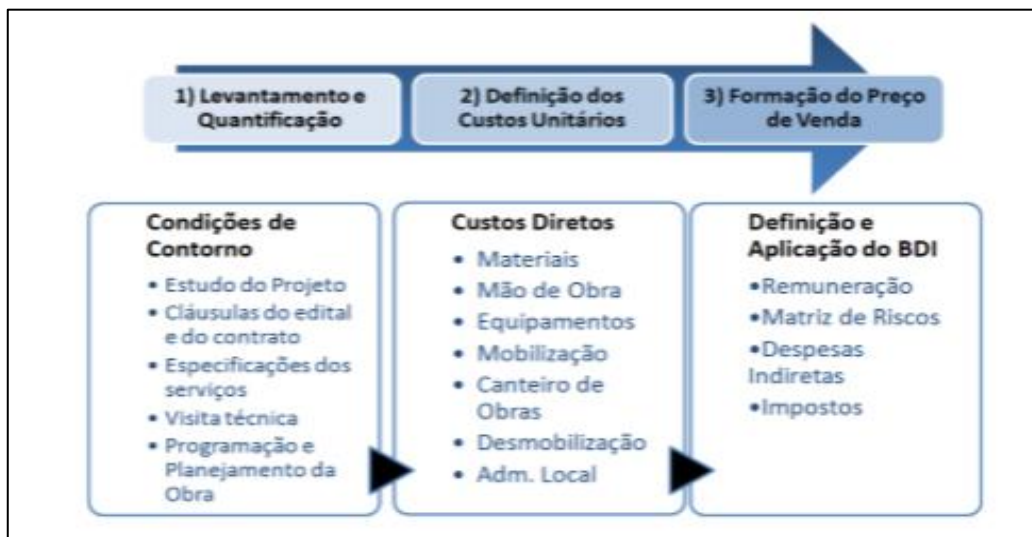 1) Levantamento e
Quantificação
2) Definição dos
Custos Unitários
3) Formação do Preço
de Venda
Condições de
Contorno
• Estudo do Projeto
• Cláusulas do edital
e do contrato
• Especificações dos
serviços
• Visita técnica
• Programação e
Planejamento da
Obra
Custos Diretos
• Materiais
• Mão de Obra
• Equipamentos
• Mobilização
• Canteiro de
Obras
• Desmobilização
• Adm. Local
Definição e
Aplicação do BDI
•Remuneração
•Matriz de Riscos
•Despesas
Indiretas
•Impostos